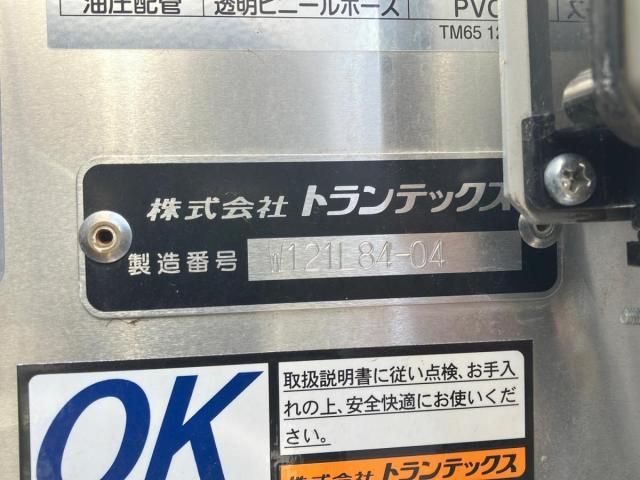 油圧配管 透明ビニールホース PVC
TM65 12
株式会社 トランテックス
製造番号 W121L84-04
OK
取扱説明書に従い点検、お手入
れの上、安全快適にお使いくだ
さい。
株式会社 トランテックス